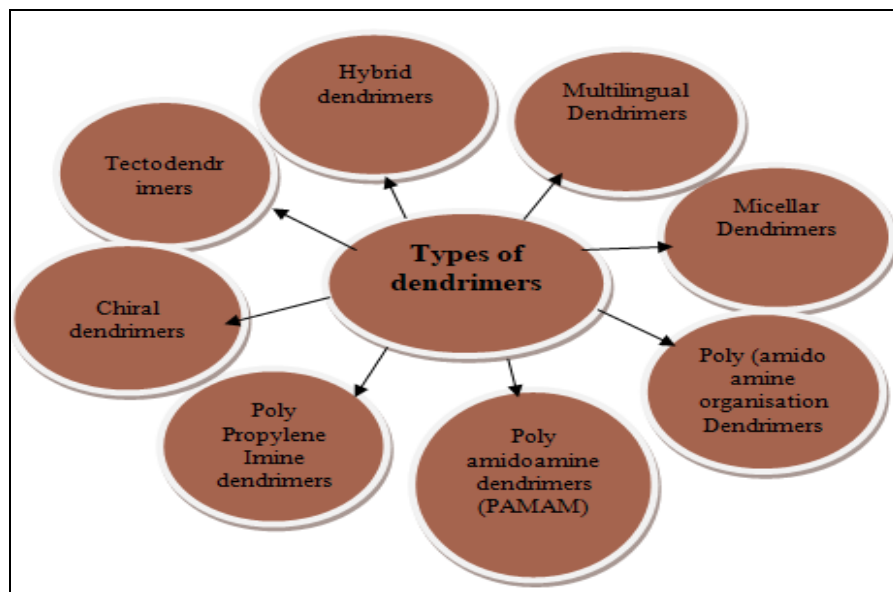 Types of
dendrimers
Hybrid
dendrimers
Multilingual
Dendrimers
Micellar
Dendrimers
Poly (amido
amine
organisation
Dendrimers
Poly
amidoamine
dendrimers
(PAMAM)
Poly
Propylene
Imine
dendrimers
Chiral
dendrimers
Tectodendr
imers